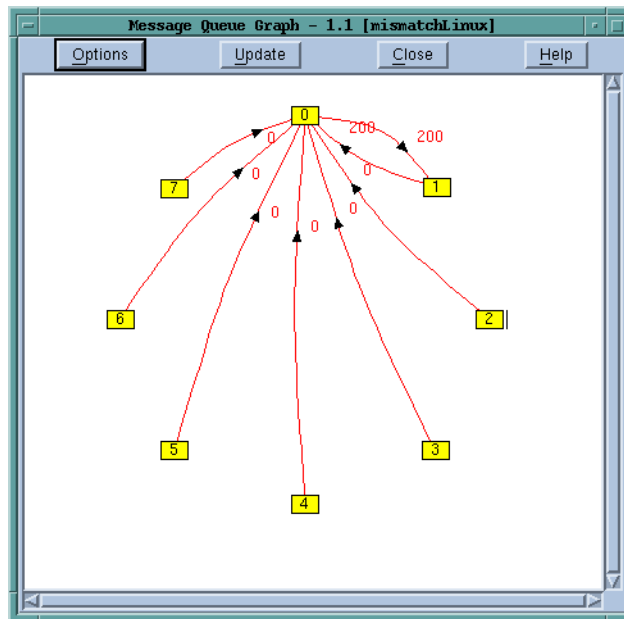 Message Queue Graph - 1.1 [mismatchLinux]
Options Update Close Help
0
200 200
0
7 0 0 1
0 0
0
6 2
5 3
4